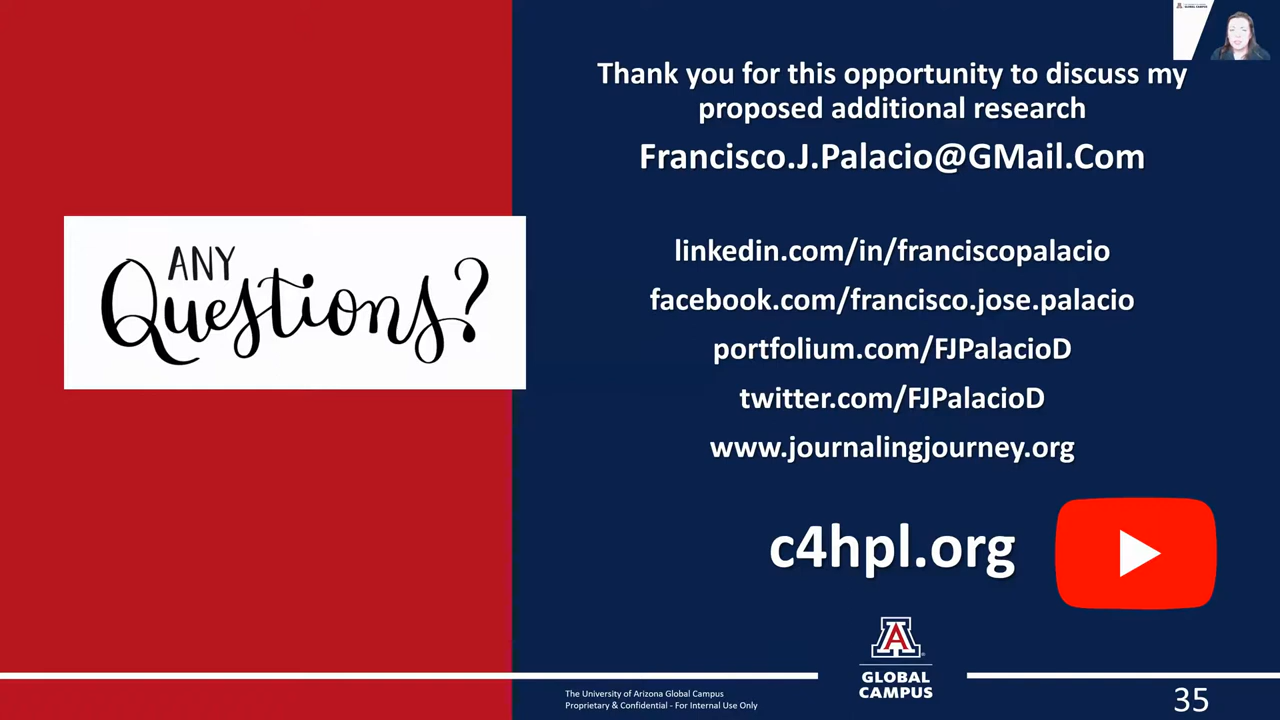 GLOBAL CAMPUS
Thank you for this opportunity to discuss my
proposed additional research
Francisco.J.Palacio@GMail.Com
ANY
Questions?
linkedin.com/in/franciscopalacio
facebook.com/francisco.jose.palacio
portfolium.com/FJPalacioD
twitter.com/FJPalacioD
www.journalingjourney.org
c4hpl.org
A
GLOBAL
CAMPUS
The University of Arizona Global Campus
Proprietary & Confidential - For Internal Use Only
35